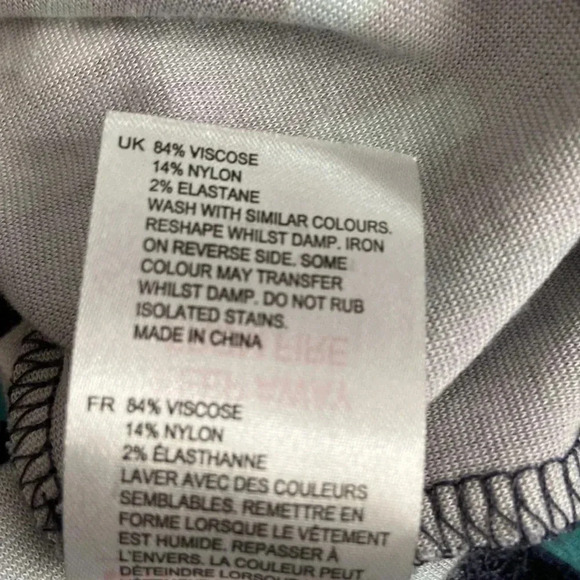 UK 84% VISCOSE
14% NYLON
2% ELASTANE
WASH WITH SIMILAR COLOURS.
RESHAPE WHILST DAMP. IRON
ON REVERSE SIDE. SOME
COLOUR MAY TRANSFER
WHILST DAMP. DO NOT RUB
ISOLATED STAINS.
MADE IN CHINA
FR 84% VISCOSE
14% NYLON
2% ÉLASTHANNE
LAVER AVEC DES COULEURS
SEMBLABLES. REMETTRE EN
FORME LORSQUE LE VÊTEMENT
EST HUMIDE. REPASSER À
L'ENVERS. LA COULEUR PEUT
DÉTEINDRE LORSQU